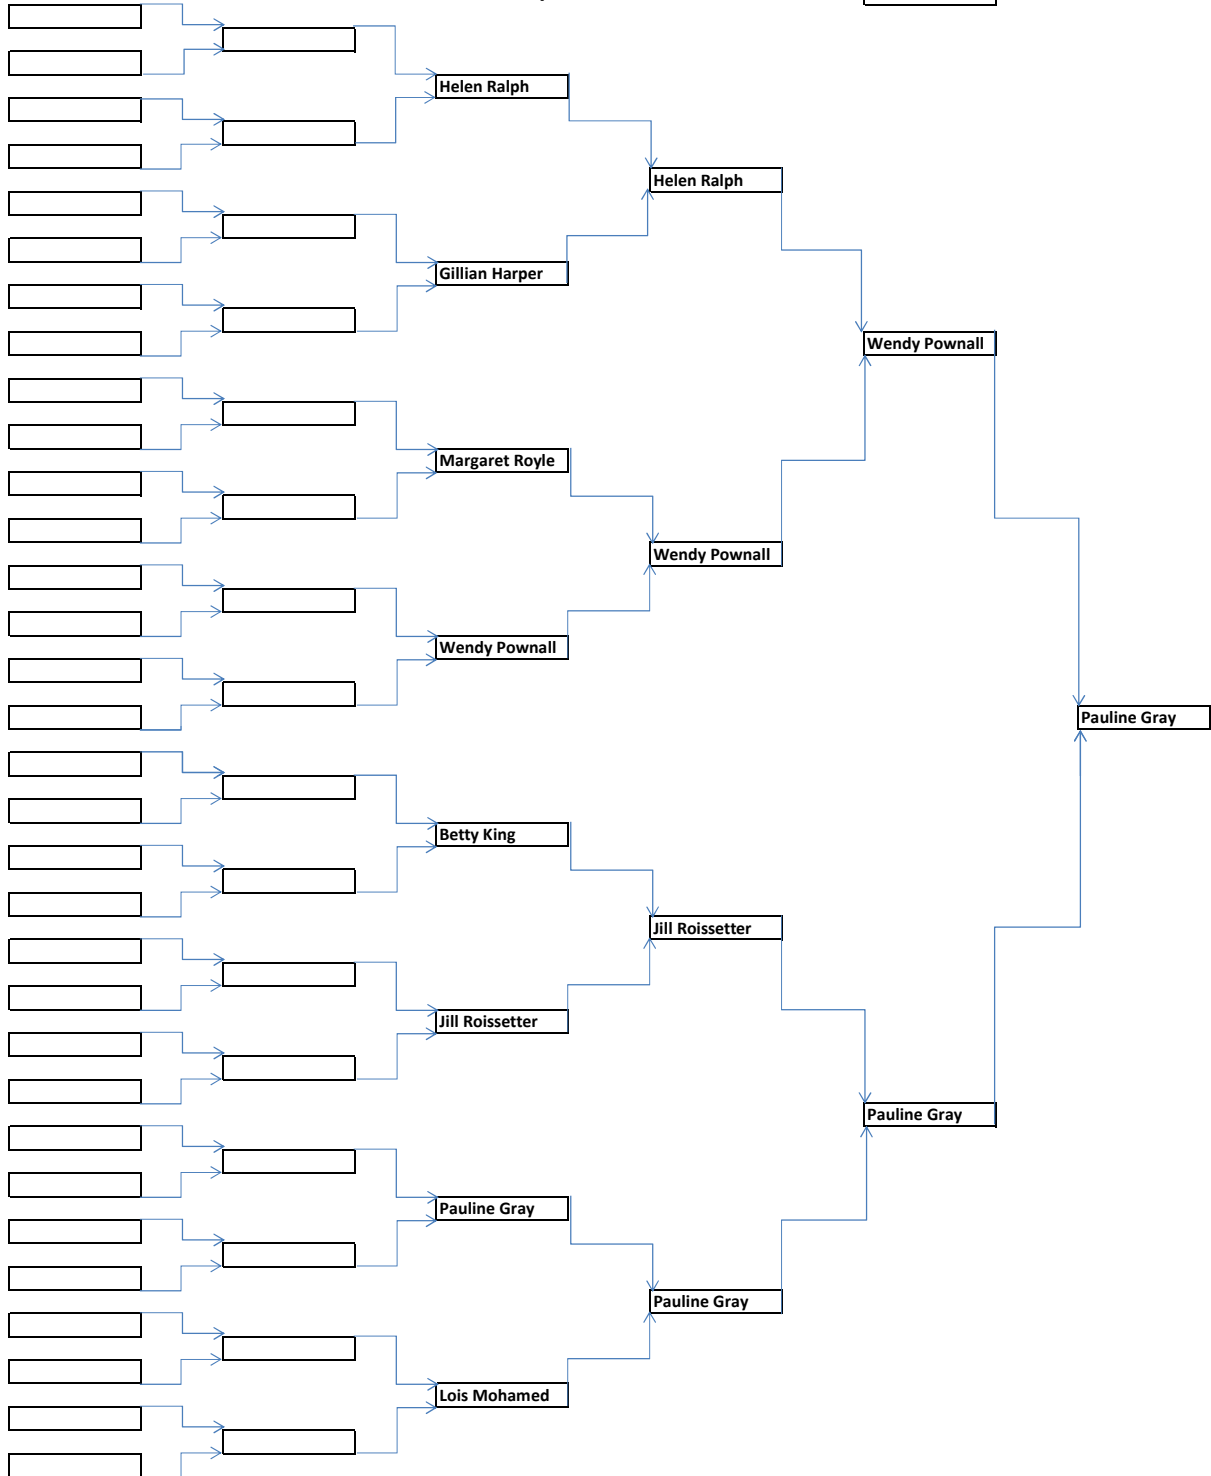 Helen Ralph
Helen Ralph
Gillian Harper
Wendy Pownall
Margaret Royle
Wendy Pownall
Wendy Pownall
Pauline Gray
Betty King
Jill Roissetter
Jill Roissetter
Pauline Gray
Pauline Gray
Pauline Gray
Lois Mohamed